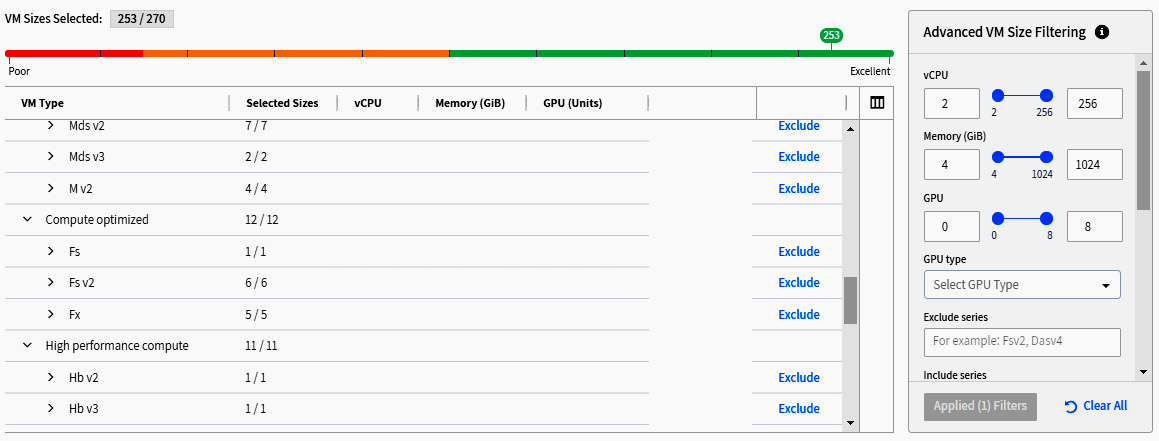 VM Sizes Selected: 253 / 270
253
Poor Excellent
VM Type Selected Sizes vCPU Memory (GiB) GPU (Units)
Mds v2 7 / 7 Exclude
Mds v3 2 / 2 Exclude
M v2 4 / 4 Exclude
Compute optimized 12 / 12
Fs 1 / 1 Exclude
Fs v2 6 / 6 Exclude
Fx 5 / 5 Exclude
High performance compute 11 / 11
Hb v2 1 / 1 Exclude
Hb v3 1 / 1 Exclude
Advanced VM Size Filtering
vCPU
2 2 256 256
Memory (GiB)
4 4 1024 1024
GPU
0 0 8 8
GPU type
Select GPU Type
Exclude series
For example: Fsv2, Dasv4
Include series
Applied (1) Filters Clear All